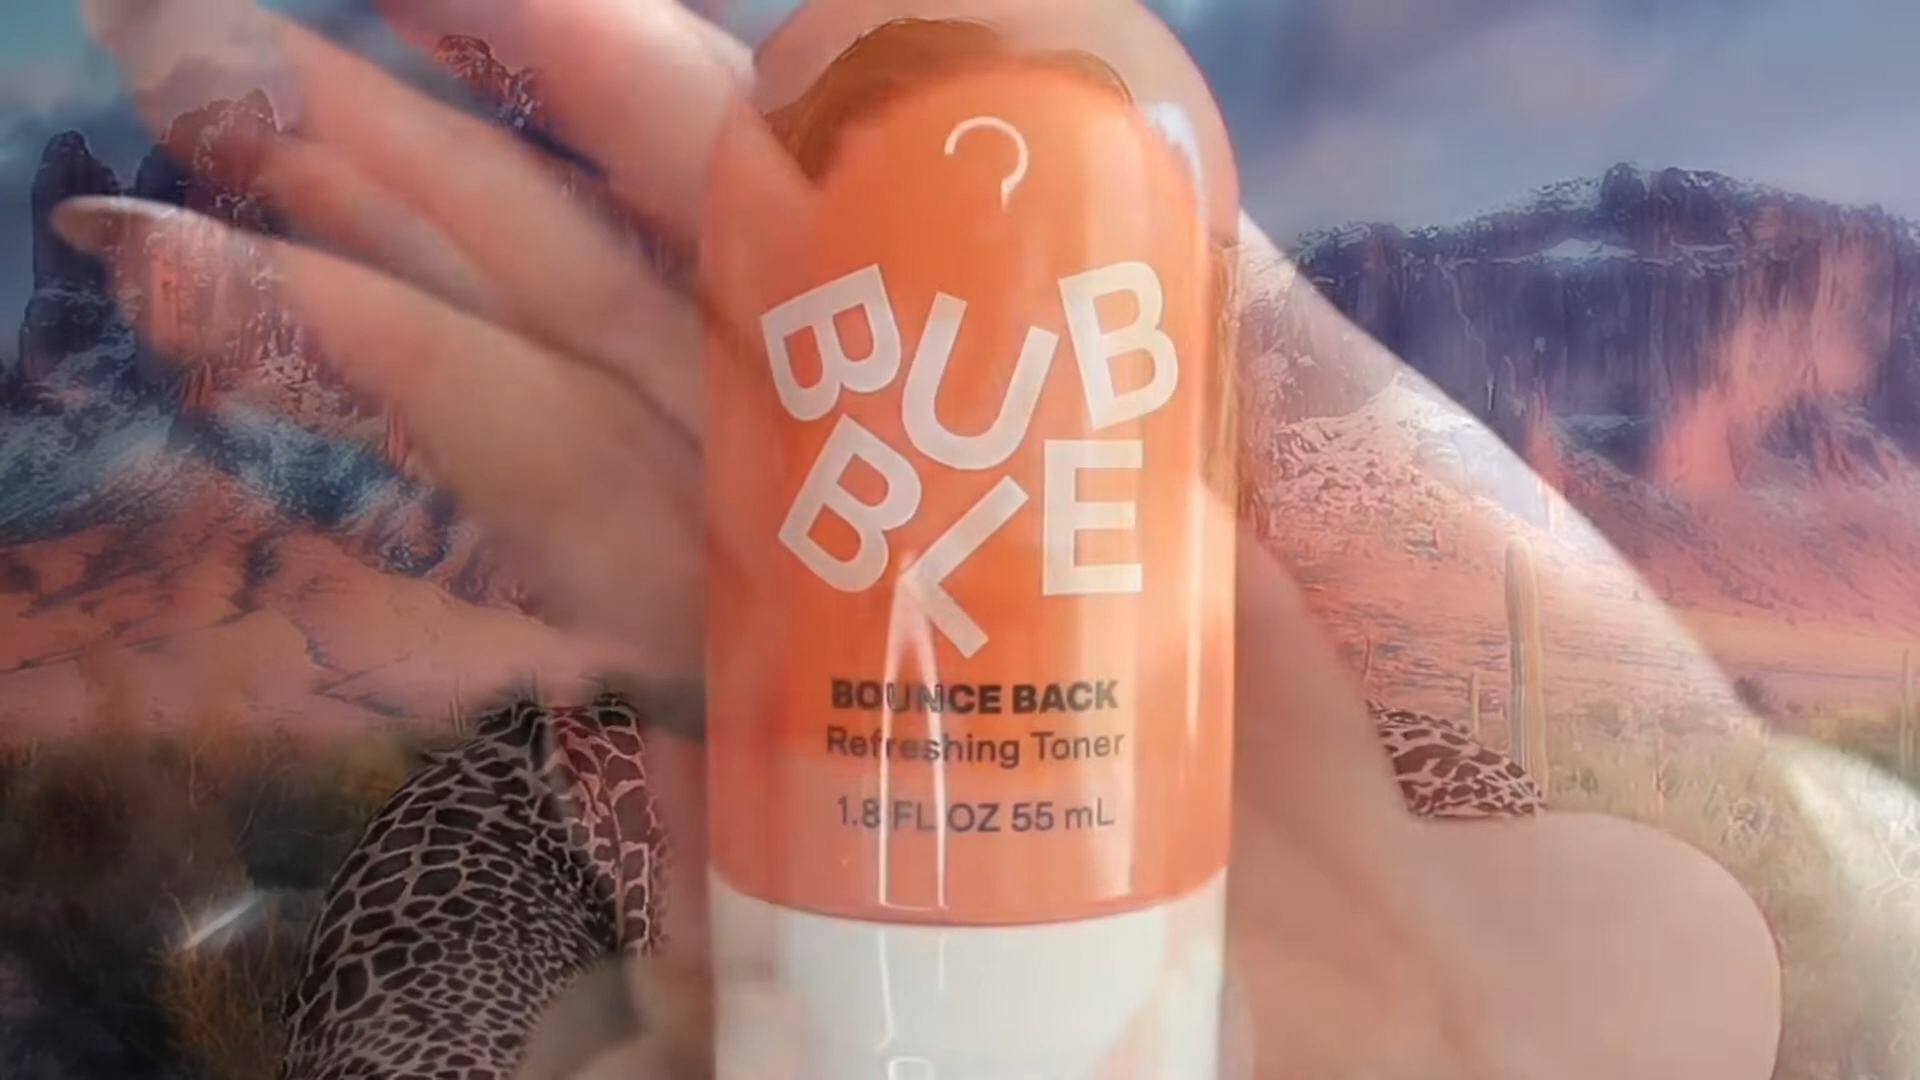 BUB
BLE
BOUNCE BACK
Refreshing Toner
1.8 FL OZ 55 mL